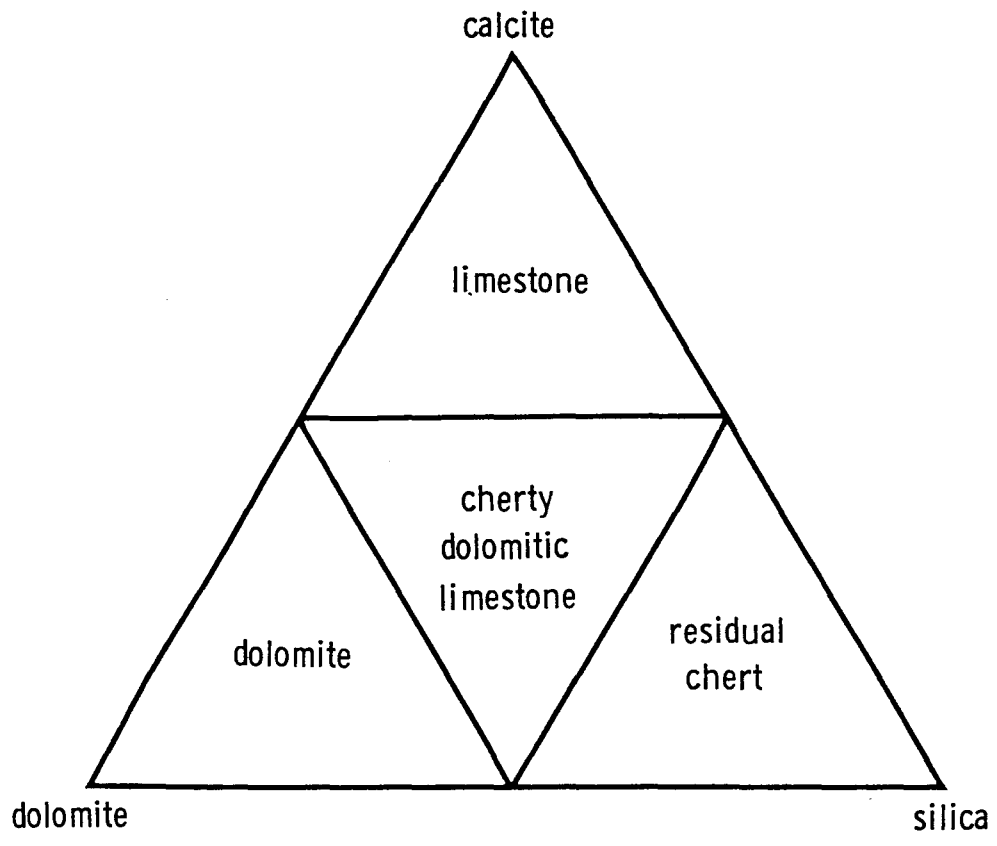 calcite
limestone
cherty
dolomitic
limestone
dolomite
residual
chert
dolomite
silica